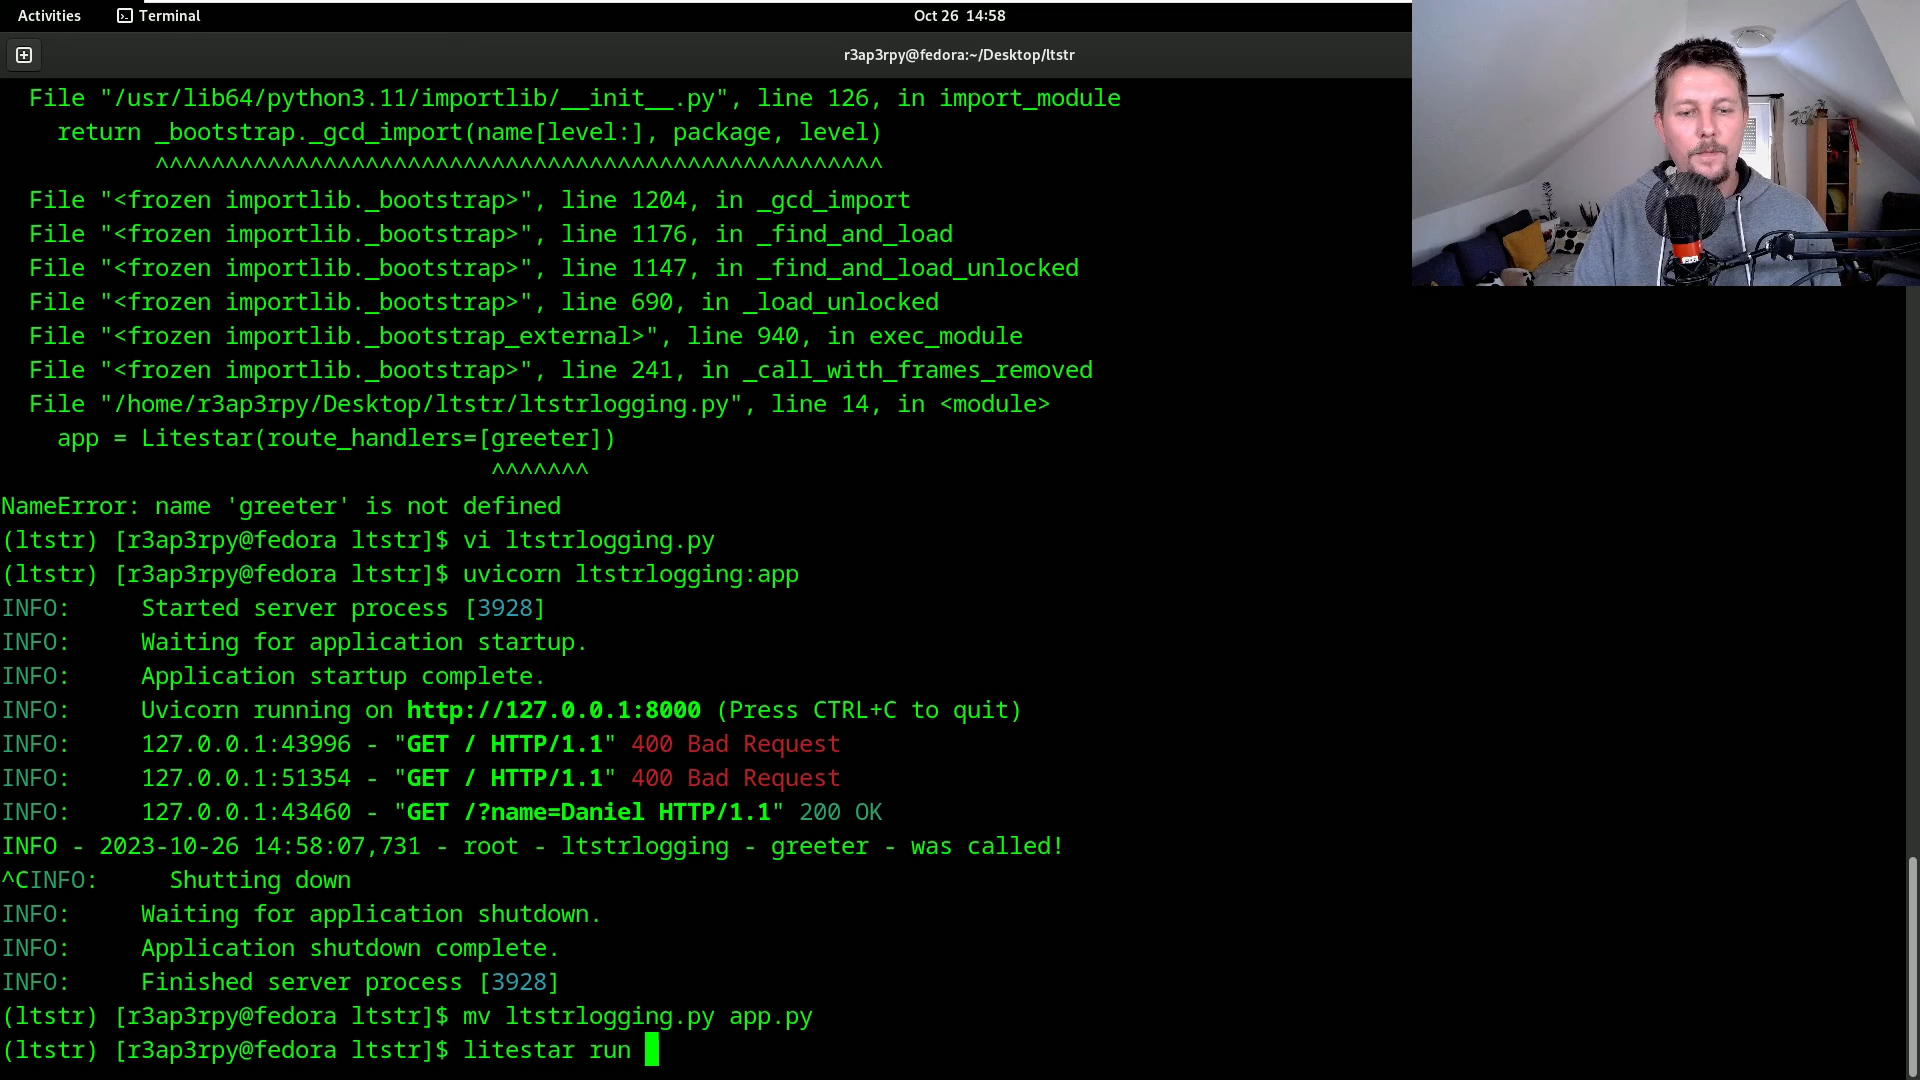 Activities
Terminal
Oct 26 14:58
r3ap3rpy@fedora:~/Desktop/ltstr
File "/usr/lib64/python3.11/importlib/__init__.py", line 126, in import_module
return _bootstrap._gcd_import(name[level:], package, level)
^^^^^^^^^^^^^^^^^^^^^^^^^^^^^^^^^^^^^^^^^^^^^^^^^^^^
File "<frozen importlib._bootstrap>", line 1204, in _gcd_import
File "<frozen importlib._bootstrap>", line 1176, in _find_and_load
File "<frozen importlib._bootstrap>", line 1147, in _find_and_load_unlocked
File "<frozen importlib._bootstrap>", line 690, in _load_unlocked
File "<frozen importlib._bootstrap_external>", line 940, in exec_module
File "<frozen importlib._bootstrap>", line 241, in _call_with_frames_removed
File "/home/r3ap3rpy/Desktop/ltstr/ltstrlogging.py", line 14, in <module>
app = Litestar(route_handlers=[greeter])
^^^^^^^
NameError: name 'greeter' is not defined
(ltstr) [r3ap3rpy@fedora ltstr]$ vi ltstrlogging.py
(ltstr) [r3ap3rpy@fedora ltstr]$ uvicorn ltstrlogging:app
INFO:     Started server process [3928]
INFO:     Waiting for application startup.
INFO:     Application startup complete.
INFO:     Uvicorn running on http://127.0.0.1:8000 (Press CTRL+C to quit)
INFO:     127.0.0.1:43996 - "GET / HTTP/1.1" 400 Bad Request
INFO:     127.0.0.1:51354 - "GET / HTTP/1.1" 400 Bad Request
INFO:     127.0.0.1:43460 - "GET /?name=Daniel HTTP/1.1" 200 OK
INFO - 2023-10-26 14:58:07,731 - root - ltstrlogging - greeter - was called!
^CINFO:     Shutting down
INFO:     Waiting for application shutdown.
INFO:     Application shutdown complete.
INFO:     Finished server process [3928]
(ltstr) [r3ap3rpy@fedora ltstr]$ mv ltstrlogging.py app.py
(ltstr) [r3ap3rpy@fedora ltstr]$ litestar run